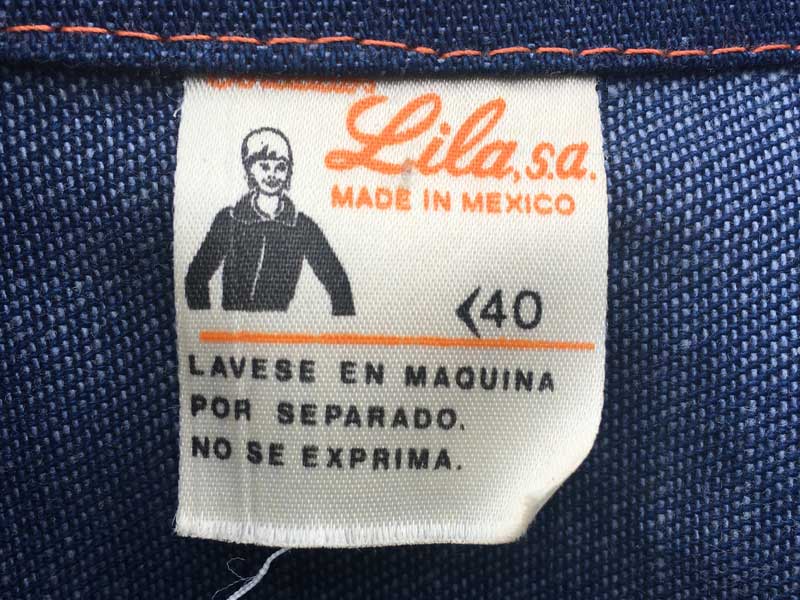 Lila, s.a.
MADE IN MEXICO
<40
LAVESE EN MAQUINA
POR SEPARADO.
NO SE EXPRIMA.